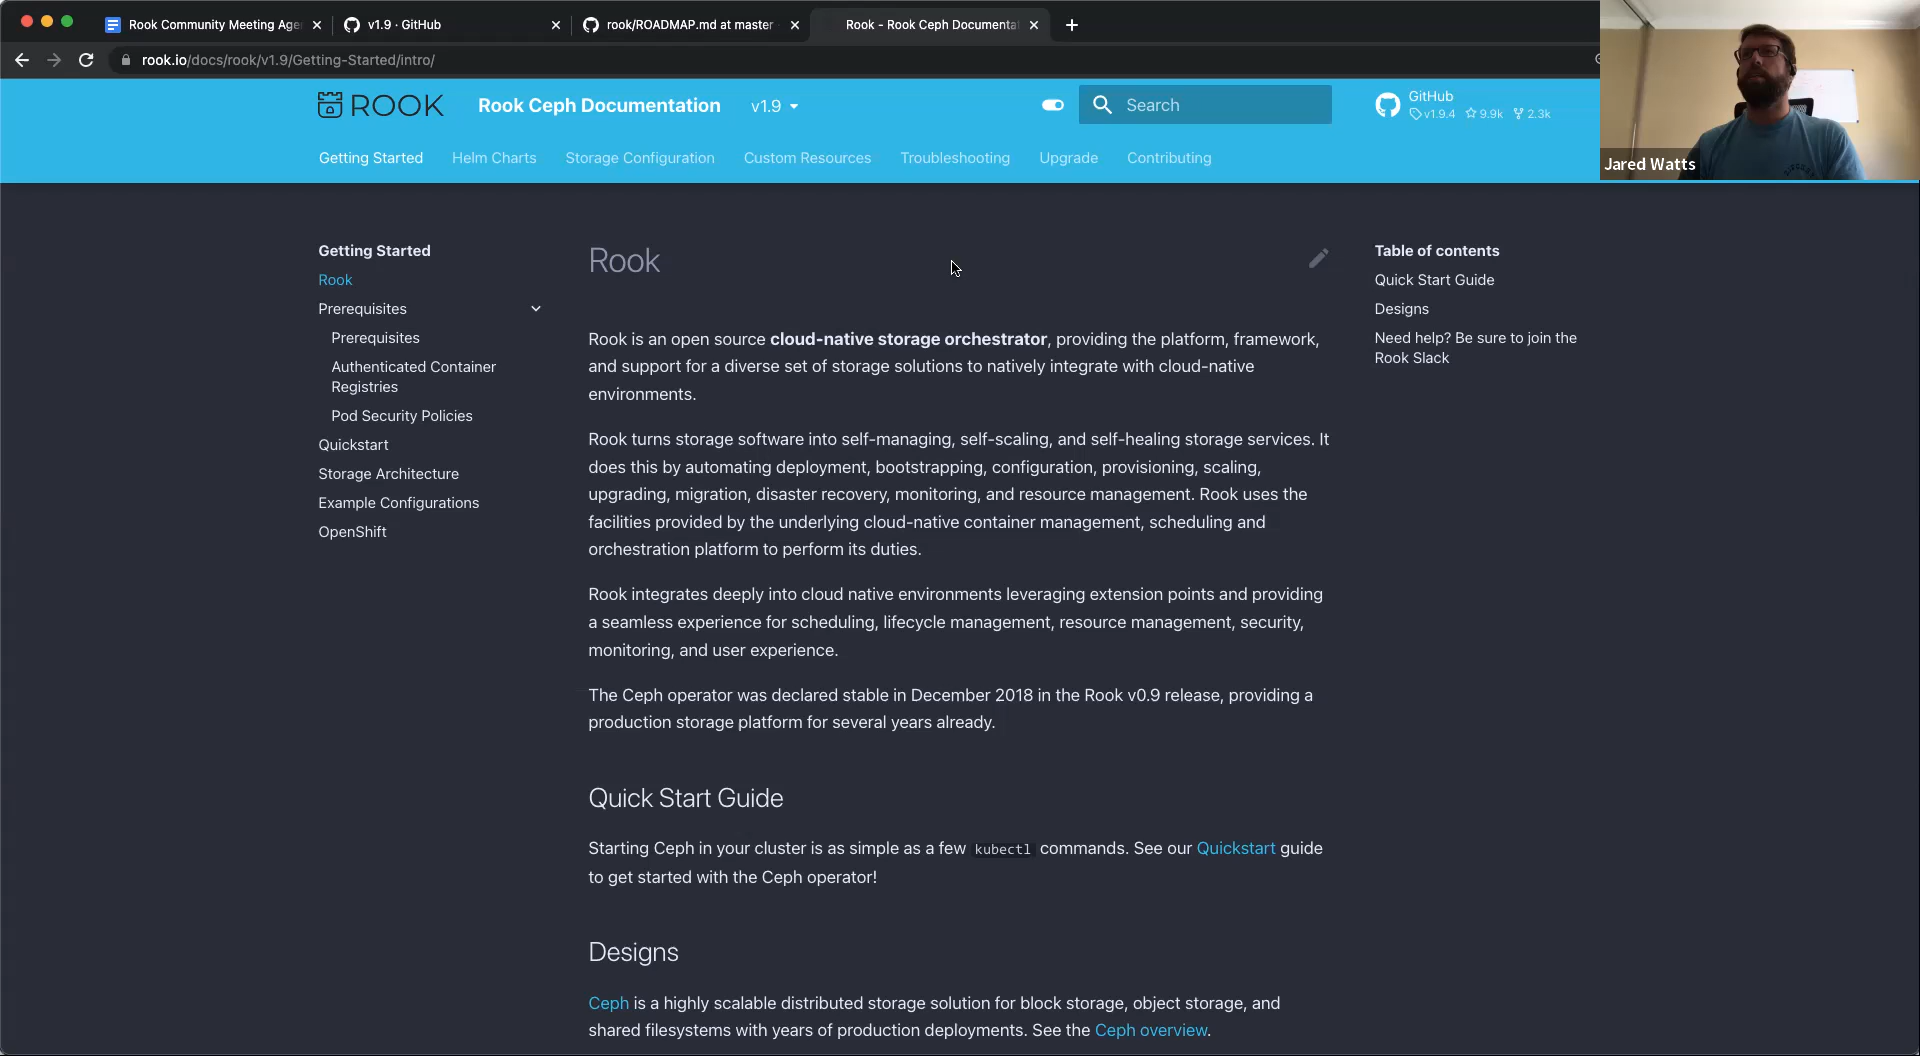 Rook Community Meeting Age
v1.9 · GitHub
rook/ROADMAP.md at master
Rook - Rook Ceph Documenta
rook.io/docs/rook/v1.9/Getting-Started/intro/
ROOK
Rook Ceph Documentation
v1.9
Search
GitHub
v1.9.4 9.9k 2.3k
Getting Started Helm Charts Storage Configuration Custom Resources Troubleshooting Upgrade Contributing
Jared Watts
Getting Started
Rook
Prerequisites
Prerequisites
Authenticated Container
Registries
Pod Security Policies
Quickstart
Storage Architecture
Example Configurations
OpenShift
Rook
Rook is an open source cloud-native storage orchestrator, providing the platform, framework,
and support for a diverse set of storage solutions to natively integrate with cloud-native
environments.
Rook turns storage software into self-managing, self-scaling, and self-healing storage services. It
does this by automating deployment, bootstrapping, configuration, provisioning, scaling,
upgrading, migration, disaster recovery, monitoring, and resource management. Rook uses the
facilities provided by the underlying cloud-native container management, scheduling and
orchestration platform to perform its duties.
Rook integrates deeply into cloud native environments leveraging extension points and providing
a seamless experience for scheduling, lifecycle management, resource management, security,
monitoring, and user experience.
The Ceph operator was declared stable in December 2018 in the Rook v0.9 release, providing a
production storage platform for several years already.
Quick Start Guide
Starting Ceph in your cluster is as simple as a few kubectl commands. See our Quickstart guide
to get started with the Ceph operator!
Designs
Ceph is a highly scalable distributed storage solution for block storage, object storage, and
shared filesystems with years of production deployments. See the Ceph overview.
Table of contents
Quick Start Guide
Designs
Need help? Be sure to join the
Rook Slack